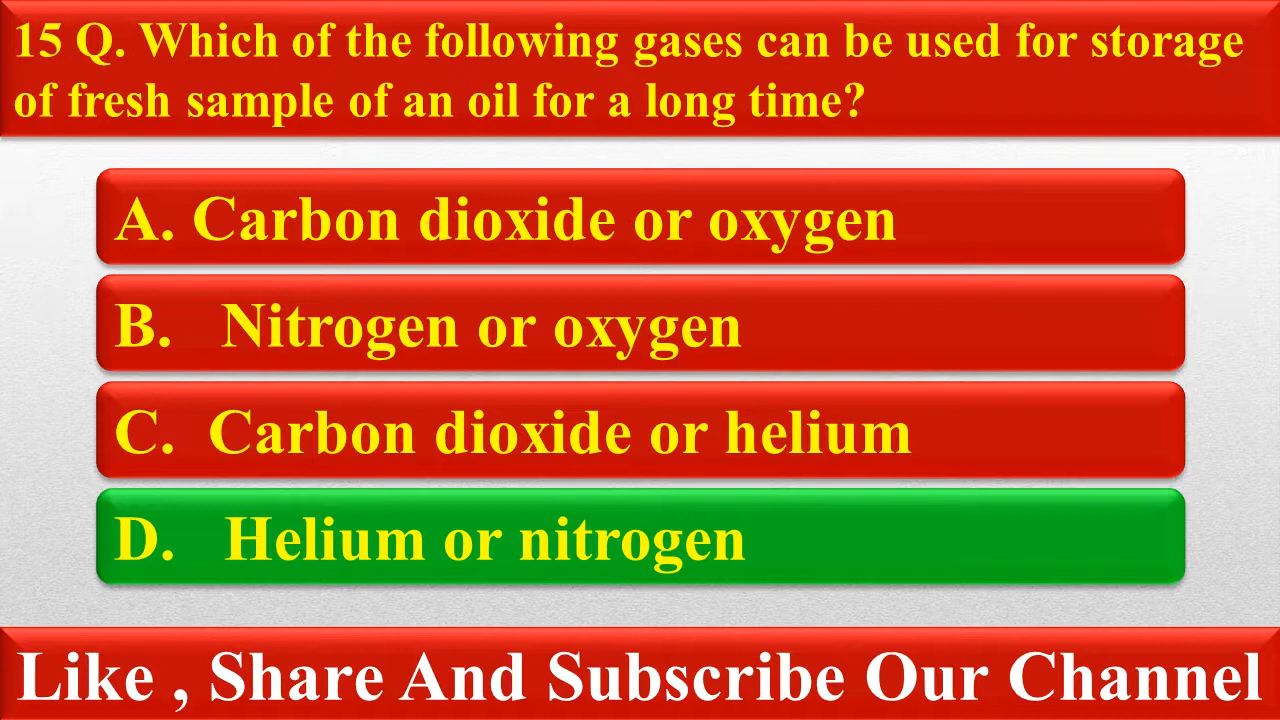 15 Q. Which of the following gases can be used for storage
of fresh sample of an oil for a long time?
A. Carbon dioxide or oxygen
B. Nitrogen or oxygen
C. Carbon dioxide or helium
D. Helium or nitrogen
Like , Share And Subscribe Our Channel